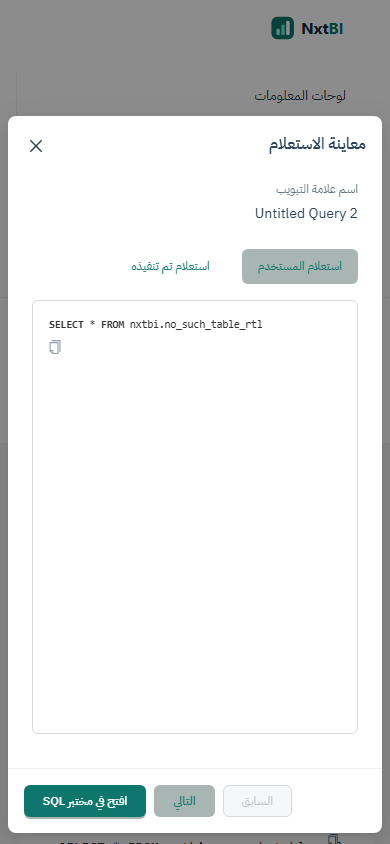 NxtBI
لوحات المعلومات
معاينة الاستعلام
اسم علامة التبويب
Untitled Query 2
استعلام المستخدم
استعلام تم تنفيذه
SELECT * FROM nxtbi.no_such_table_rtl
السابق
التالي
افتح في مختبر SQL